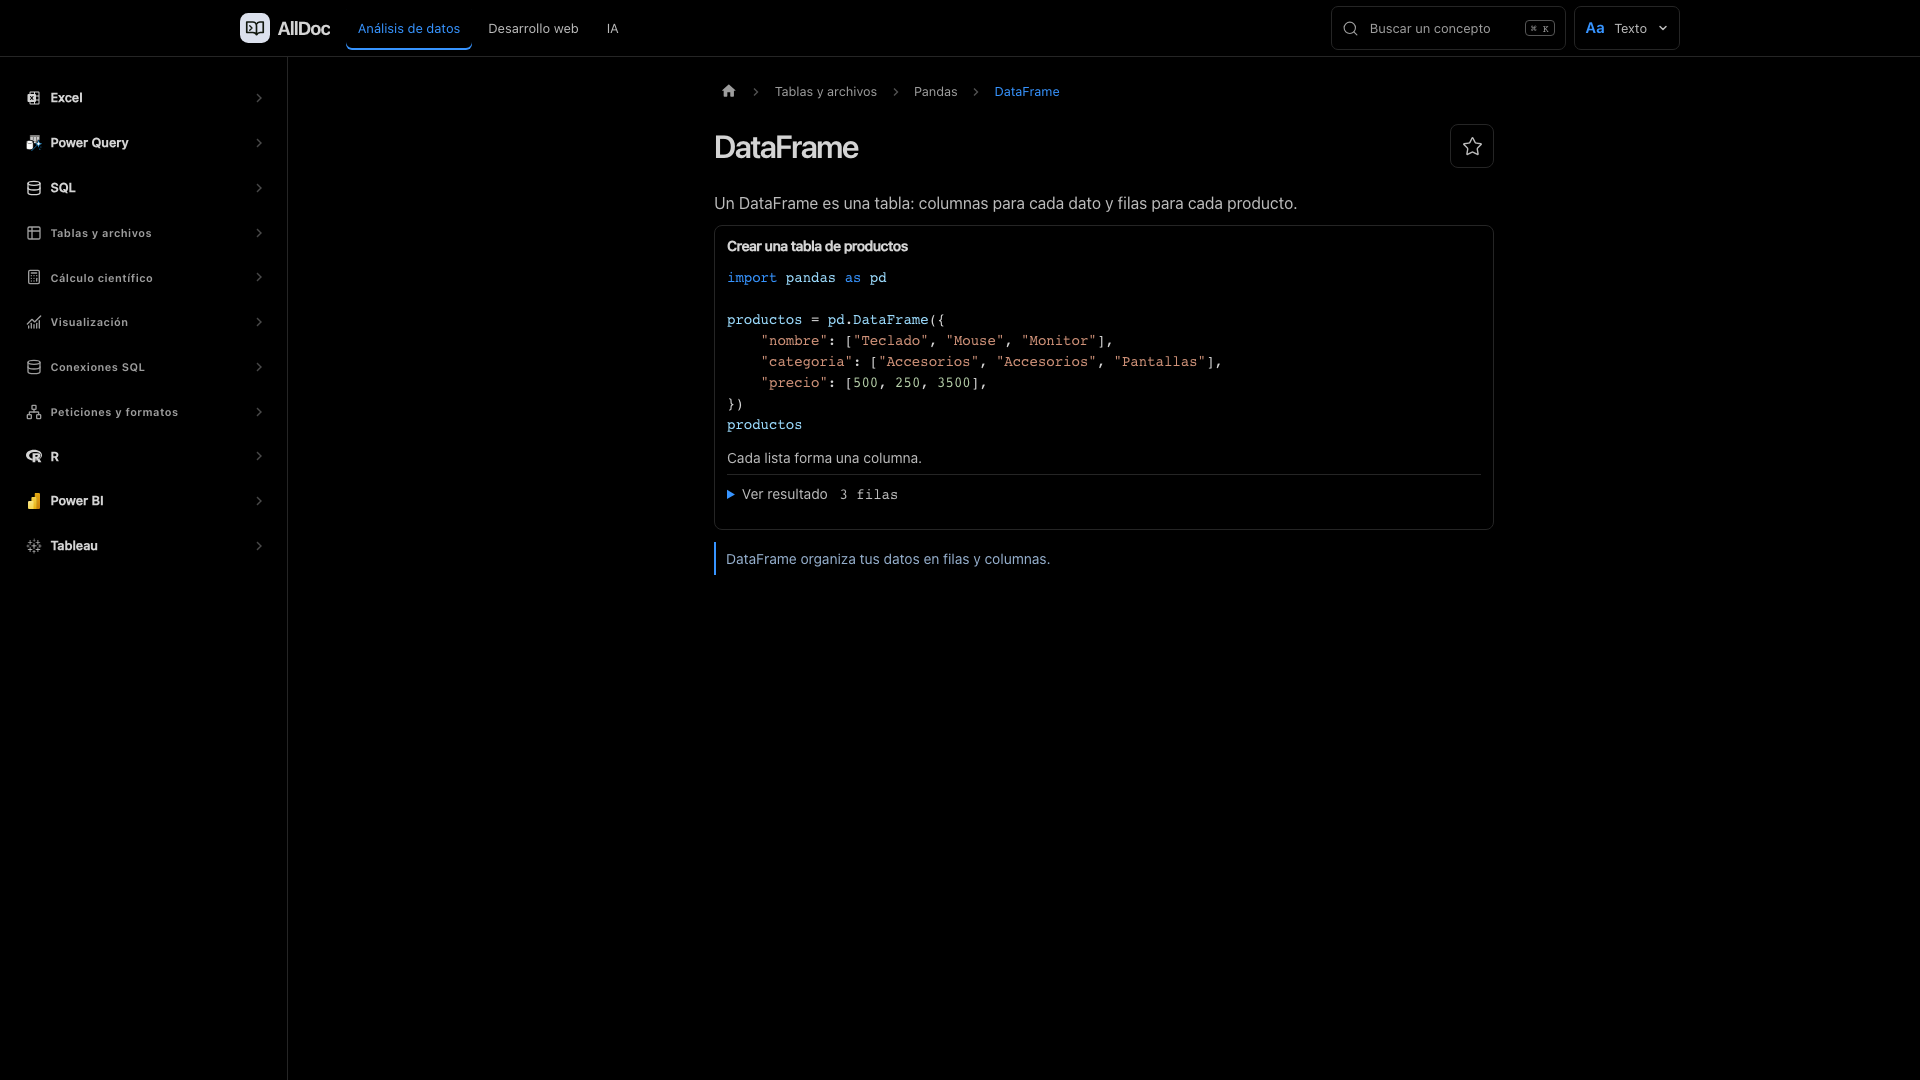 AllDoc
Análisis de datos
Desarrollo web
IA
Buscar un concepto
⌘ K
Aa Texto
Excel
Power Query
SQL
Tablas y archivos
Cálculo científico
Visualización
Conexiones SQL
Peticiones y formatos
R
Power BI
Tableau
Tablas y archivos > Pandas > DataFrame
DataFrame
Un DataFrame es una tabla: columnas para cada dato y filas para cada producto.
Crear una tabla de productos
import pandas as pd
productos = pd.DataFrame({
    "nombre": ["Teclado", "Mouse", "Monitor"],
    "categoria": ["Accesorios", "Accesorios", "Pantallas"],
    "precio": [500, 250, 3500],
})
productos
Cada lista forma una columna.
Ver resultado 3 filas
DataFrame organiza tus datos en filas y columnas.